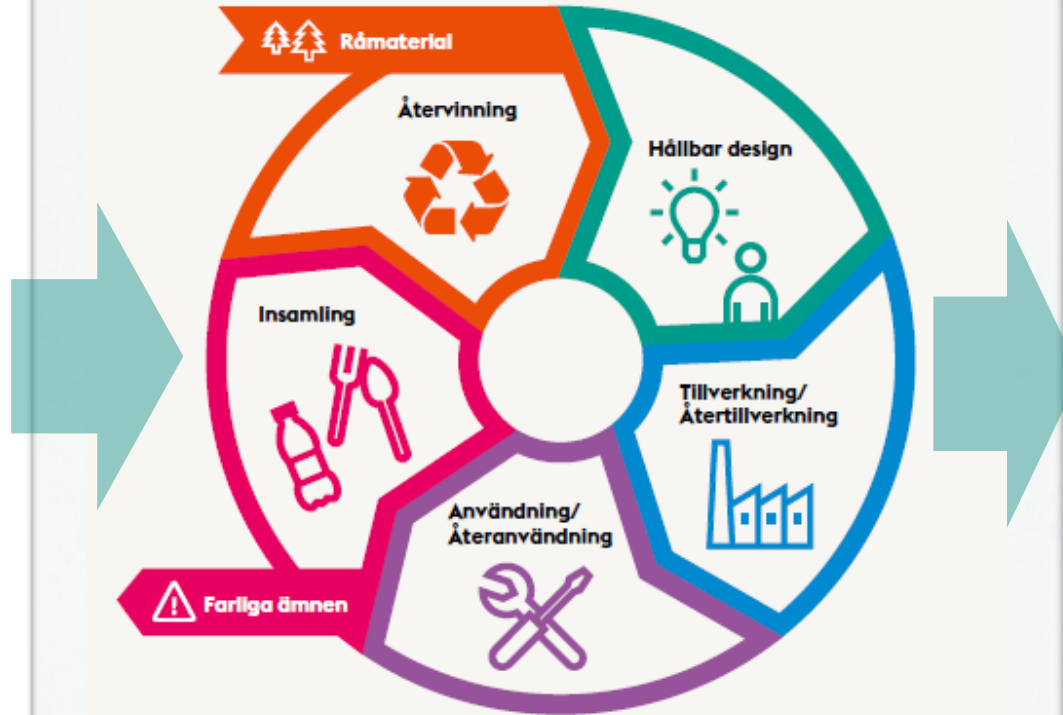 Råmaterial
Återvinning
Hållbar design
Insamling
Tillverkning/
Återtillverkning
Användning/
Återanvändning
Farliga ämnen